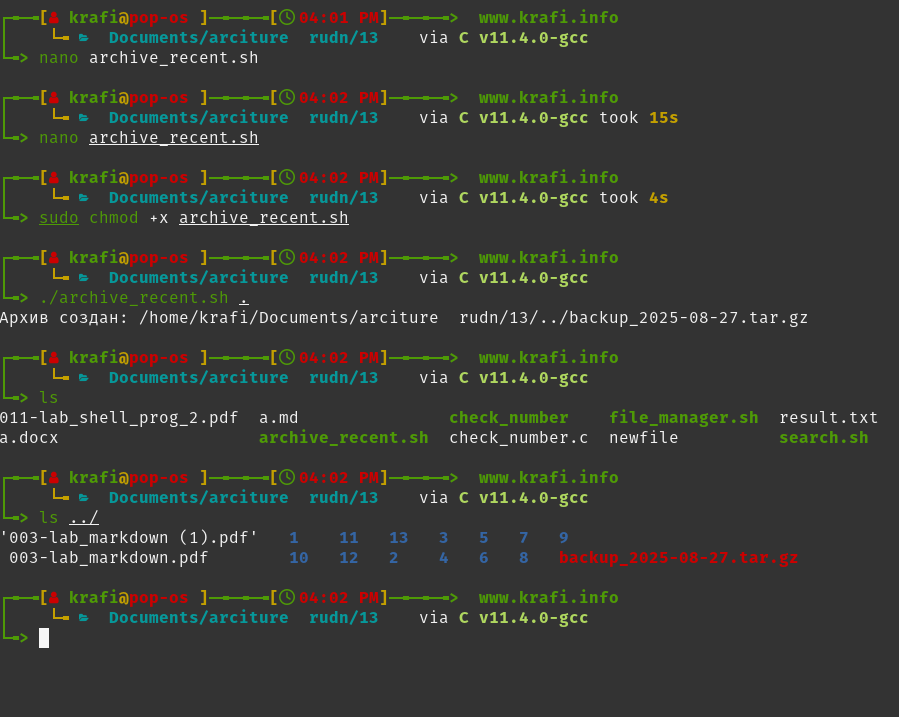 [ krafi@pop-os ]-----[ 04:01 PM]-----> www.krafi.info
Documents/arciture rudn/13 via C v11.4.0-gcc
> nano archive_recent.sh
[ krafi@pop-os ]-----[ 04:02 PM]-----> www.krafi.info
Documents/arciture rudn/13 via C v11.4.0-gcc took 15s
> nano archive_recent.sh
[ krafi@pop-os ]-----[ 04:02 PM]-----> www.krafi.info
Documents/arciture rudn/13 via C v11.4.0-gcc took 4s
> sudo chmod +x archive_recent.sh
[ krafi@pop-os ]-----[ 04:02 PM]-----> www.krafi.info
Documents/arciture rudn/13 via C v11.4.0-gcc
> ./archive_recent.sh .
Архив создан: /home/krafi/Documents/arciture rudn/13/../backup_2025-08-27.tar.gz
[ krafi@pop-os ]-----[ 04:02 PM]-----> www.krafi.info
Documents/arciture rudn/13 via C v11.4.0-gcc
> ls
011-lab_shell_prog_2.pdf a.md check_number file_manager.sh result.txt
a.docx archive_recent.sh check_number.c newfile search.sh
[ krafi@pop-os ]-----[ 04:02 PM]-----> www.krafi.info
Documents/arciture rudn/13 via C v11.4.0-gcc
> ls ../
'003-lab_markdown (1).pdf' 1 11 13 3 5 7 9
003-lab_markdown.pdf 10 12 2 4 6 8 backup_2025-08-27.tar.gz
[ krafi@pop-os ]-----[ 04:02 PM]-----> www.krafi.info
Documents/arciture rudn/13 via C v11.4.0-gcc
>